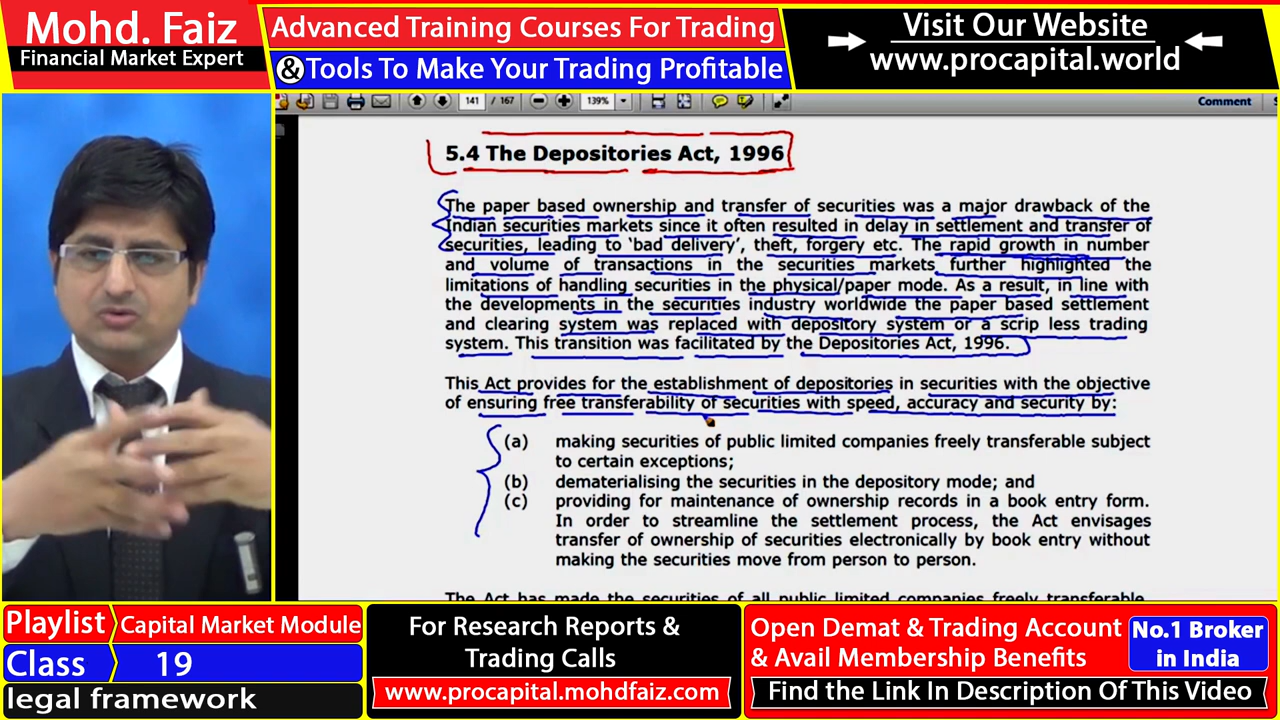 Mohd. Faiz
Financial Market Expert
Advanced Training Courses For Trading
& Tools To Make Your Trading Profitable
Visit Our Website
www.procapital.world
141 / 167 139% Comment
5.4 The Depositories Act, 1996
The paper based ownership and transfer of securities was a major drawback of the
Indian securities markets since it often resulted in delay in settlement and transfer of
securities, leading to 'bad delivery', theft, forgery etc. The rapid growth in number
and volume of transactions in the securities markets further highlighted the
limitations of handling securities in the physical/paper mode. As a result, in line with
the developments in the securities industry worldwide the paper based settlement
and clearing system was replaced with depository system or a scrip less trading
system. This transition was facilitated by the Depositories Act, 1996.
This Act provides for the establishment of depositories in securities with the objective
of ensuring free transferability of securities with speed, accuracy and security by:
(a) making securities of public limited companies freely transferable subject
to certain exceptions;
(b) dematerialising the securities in the depository mode; and
(c) providing for maintenance of ownership records in a book entry form.
In order to streamline the settlement process, the Act envisages
transfer of ownership of securities electronically by book entry without
making the securities move from person to person.
The Act has made the securities of all public limited companies freely transferable
Playlist Capital Market Module
Class 19
legal framework
For Research Reports &
Trading Calls
www.procapital.mohdfaiz.com
Open Demat & Trading Account
& Avail Membership Benefits
No.1 Broker
in India
Find the Link In Description Of This Video